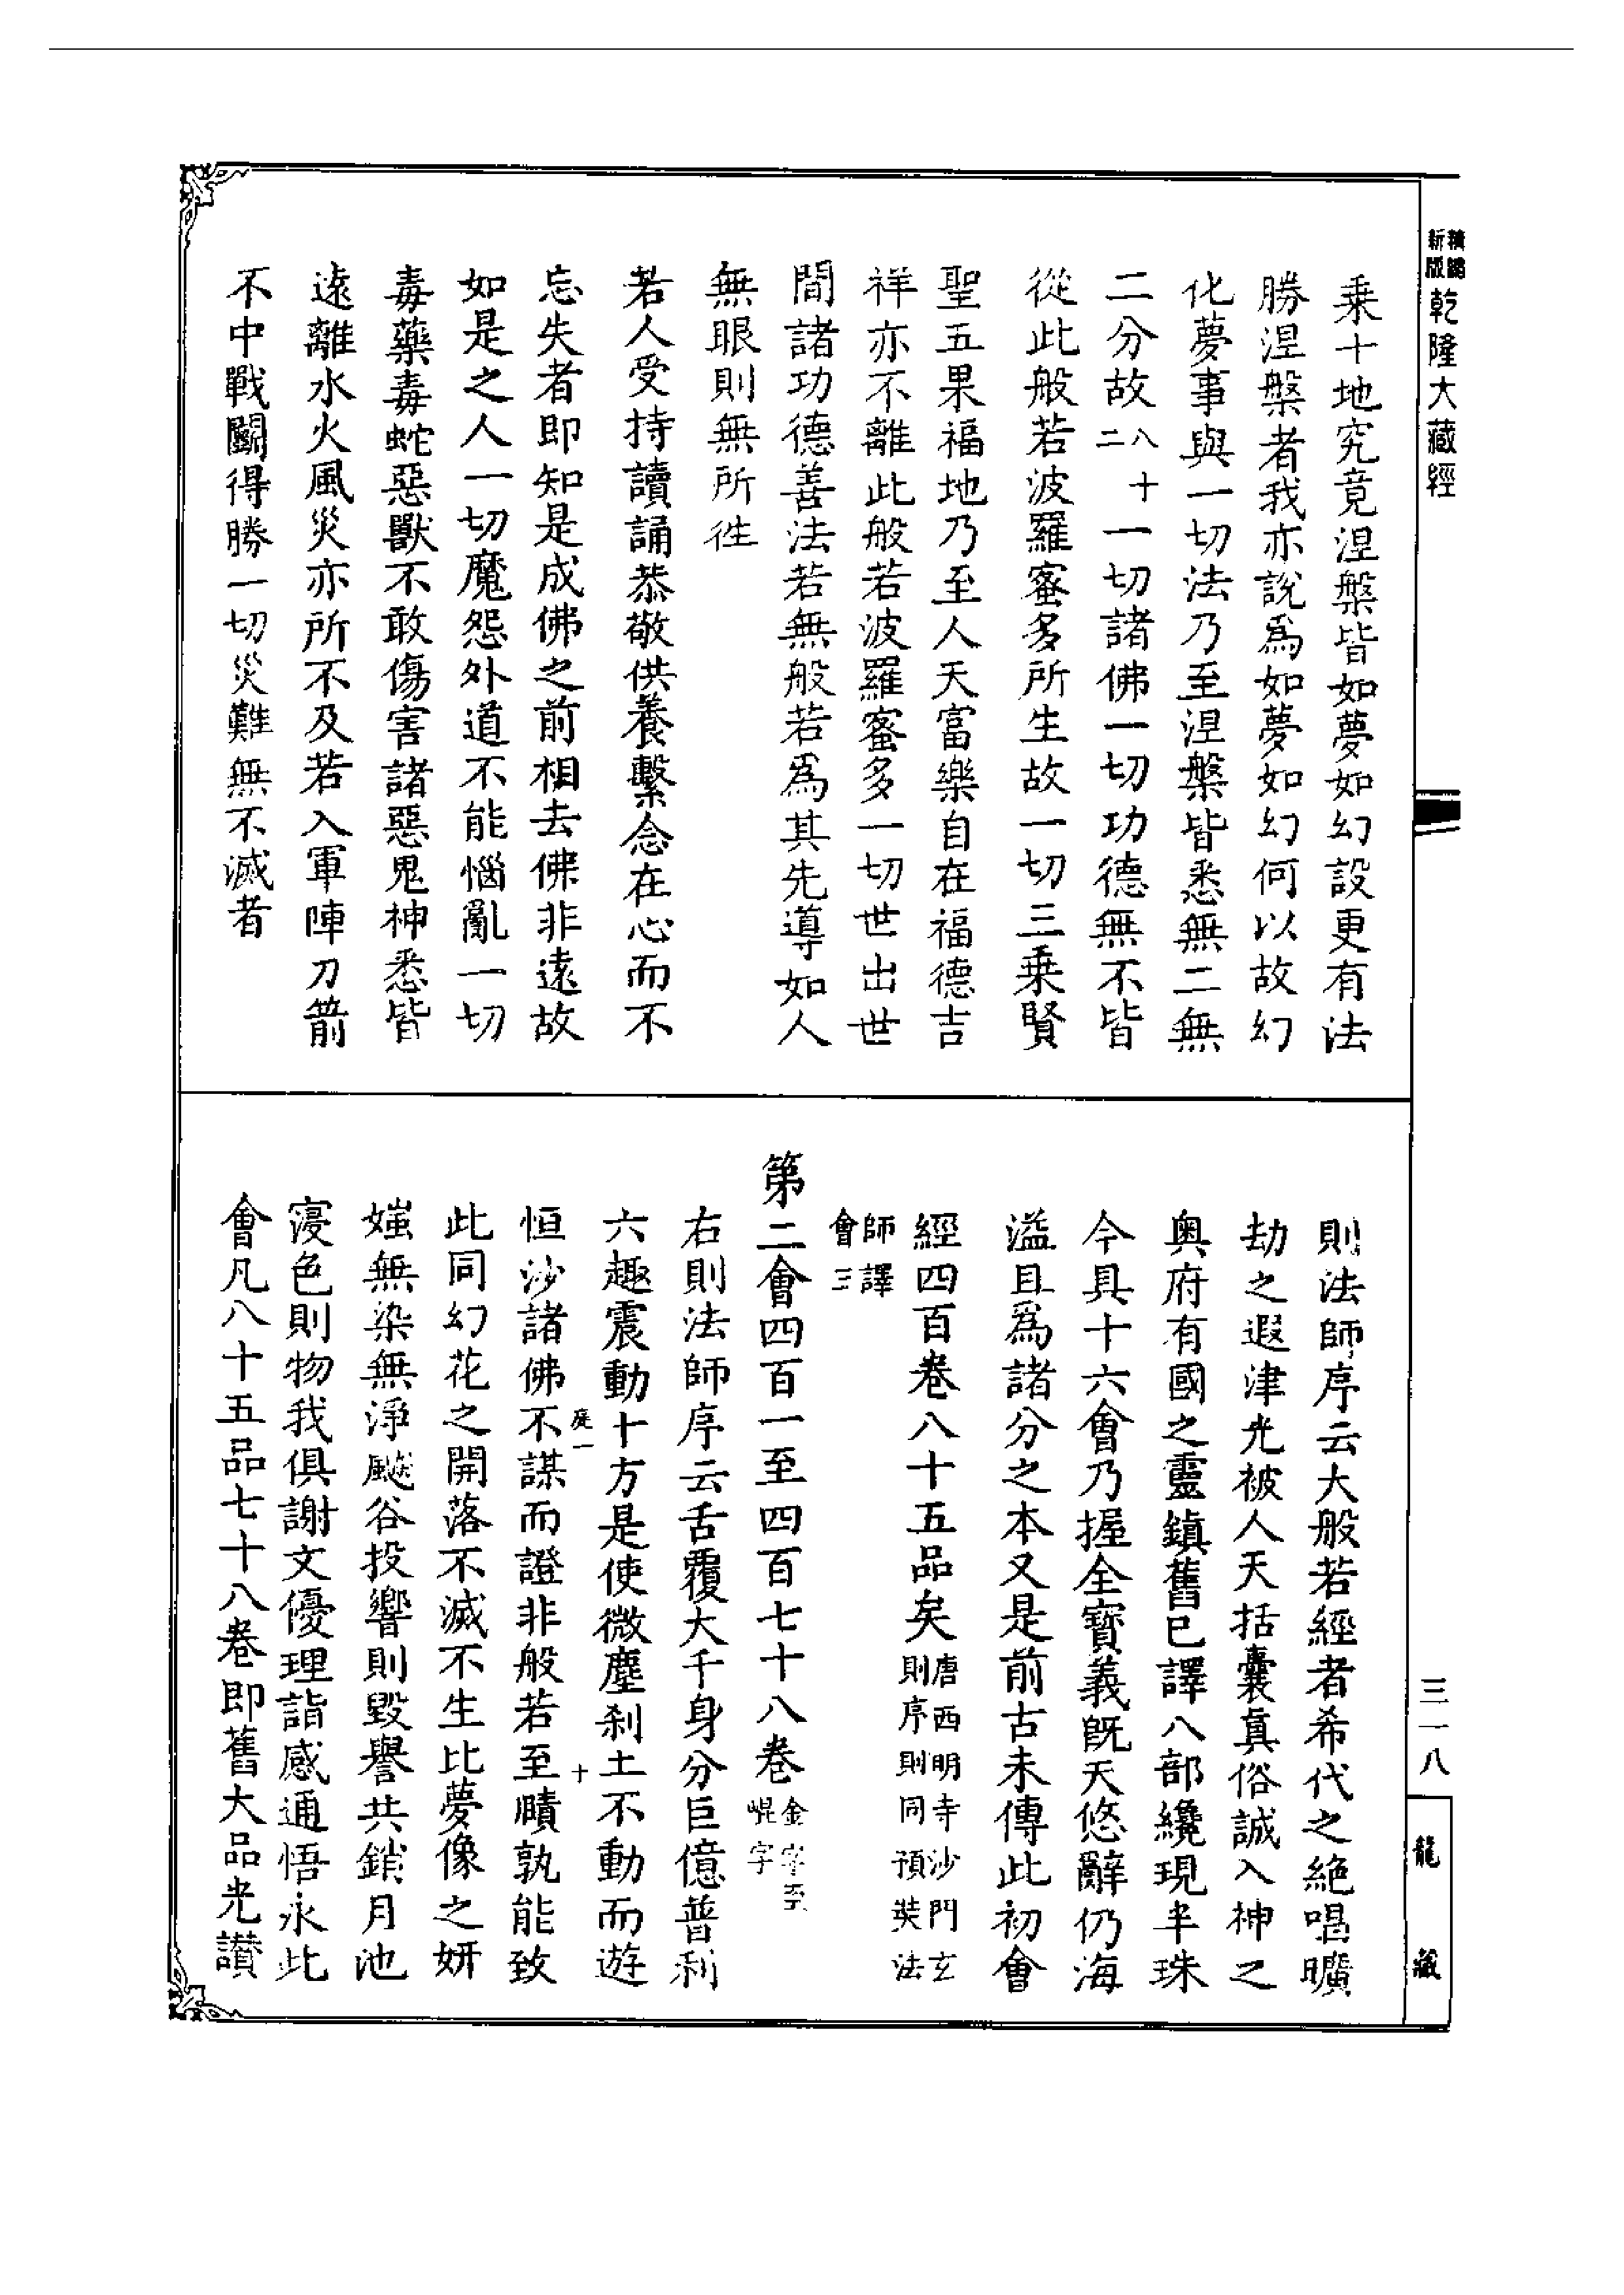 新版精縮乾隆大藏經
乗十地究竟涅槃皆如夢如幻設更有法
勝涅槃者我亦説爲如夢如幻何以故幻
化夢事與一切法乃至涅槃皆悉無二無
二分故八十二一切諸佛一切功德無不皆
從此般若波羅蜜多所生故一切三乗賢
聖五果福地乃至人天富樂自在福德吉
祥亦不離此般若波羅蜜多一切世出世
間諸功德善法若無般若爲其先導如人
無眼則無所徃
若人受持讀誦恭敬供養繫念在心而不
忘失者即知是成佛之前相去佛非遠故
如是之人一切魔怨外道不能惱亂一切
毒藥毒蛇惡獸不敢傷害諸惡鬼神悉皆
遠離水火風災亦所不及若入軍陣刀箭
不中戰鬬得勝一切災難無不滅者
三一八
龍藏
則法師序云大般若經者希代之絶唱曠
劫之遐津光被人天括囊眞俗誠入神之
奥府有國之靈鎮舊已譯八部纔現半珠
今具十六會乃握全寳義旣天悠辭仍海
溢且爲諸分之本又是前古未傳此初會
經四百卷八十五品矣唐西明寺沙門玄則序則同預奘法
師譯會三
第二會四百一至四百七十八卷金字至崐字
右則法師序云舌覆大千身分巨億普利
六趣震動十方是使微塵刹土不動而遊
庭一
十
恒沙諸佛不謀而證非般若至賾孰能致
此同幻花之開落不滅不生比夢像之妍
媸無染無淨颷谷投響則毀譽共銷月池
寖色則物我俱謝文優理詣感通悟永此
會凡八十五品七十八卷即舊大品光讃